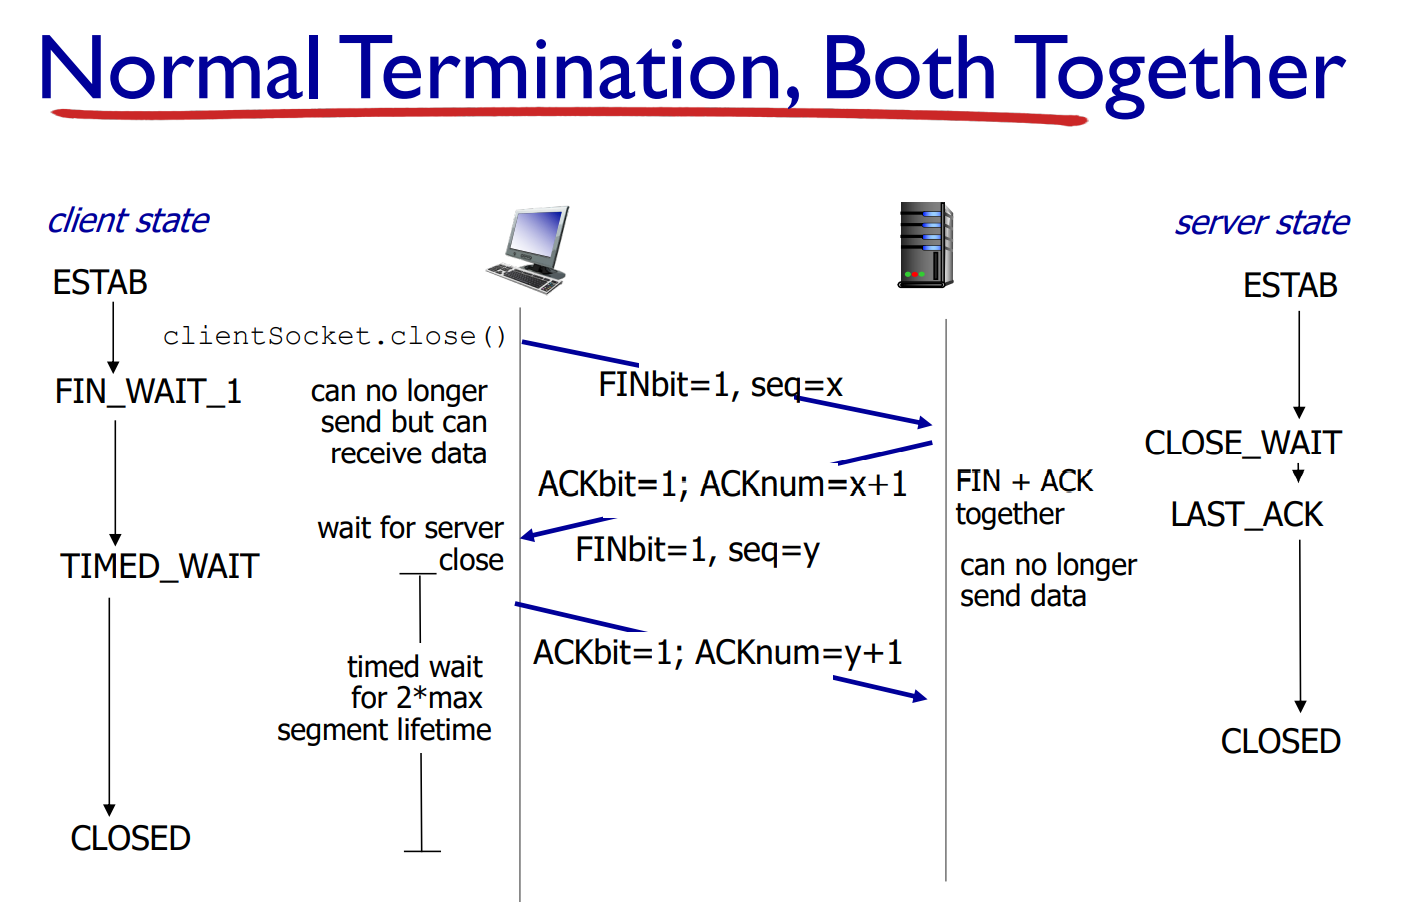 Normal Termination, Both Together
client state
server state
ESTAB
ESTAB
clientSocket.close()
FINbit=1, seq=x
FIN_WAIT_1
can no longer
send but can
receive data
CLOSE_WAIT
ACKbit=1; ACKnum=x+1
FIN + ACK
together
LAST_ACK
wait for server
close
FINbit=1, seq=y
TIMED_WAIT
can no longer
send data
ACKbit=1; ACKnum=y+1
timed wait
for 2*max
segment lifetime
CLOSED
CLOSED